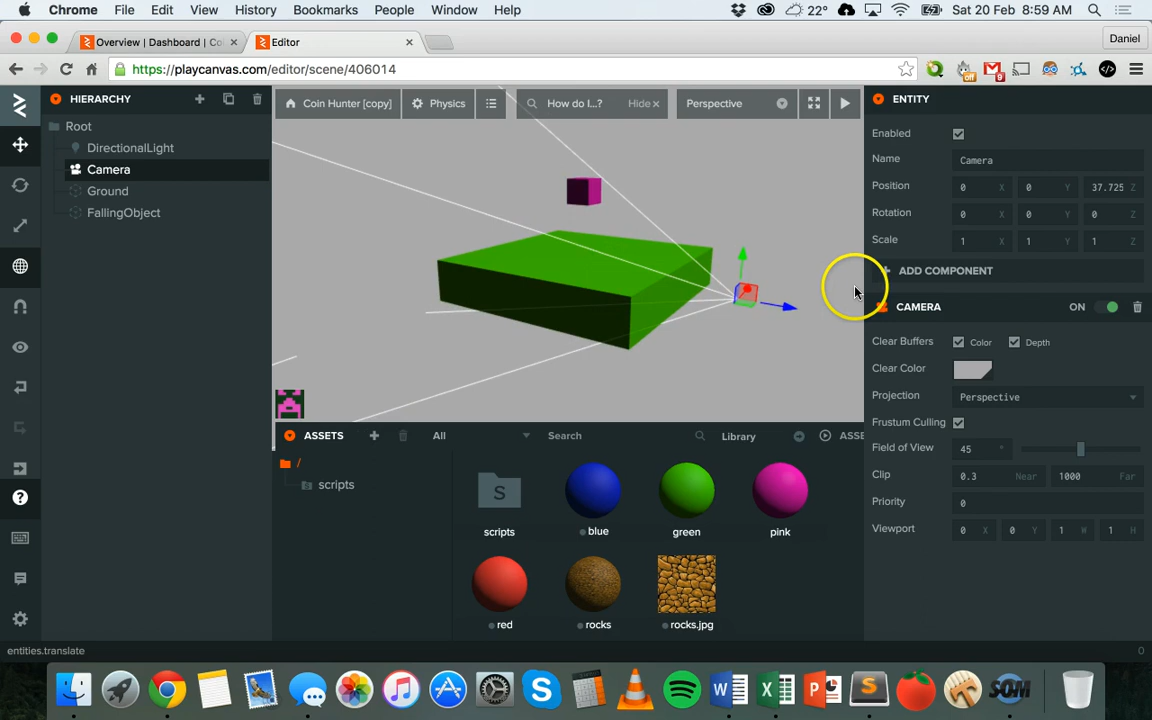 Chrome File Edit View History Bookmarks People Window Help 22° Sat 20 Feb 8:59 AM
Overview | Dashboard | Co Editor Daniel
https://playcanvas.com/editor/scene/406014 off 9
HIERARCHY Coin Hunter [copy] Physics How do I...? Hide Perspective ENTITY
Root
DirectionalLight
Camera
Ground
FallingObject
Enabled
Name Camera
Position 0 X 0 Y 37.725 Z
Rotation 0 X 0 Y 0 Z
Scale 1 X 1 Y 1 Z
ADD COMPONENT
CAMERA ON
Clear Buffers Color Depth
Clear Color
Projection Perspective
Frustum Culling
Field of View 45 °
Clip 0.3 Near 1000 Far
Priority 0
Viewport 0 X 0 Y 1 W 1 H
ASSETS All Search Library ASSE
/
scripts
S
scripts blue green pink
red rocks rocks.jpg
entities.translate 0
W X P S SOM